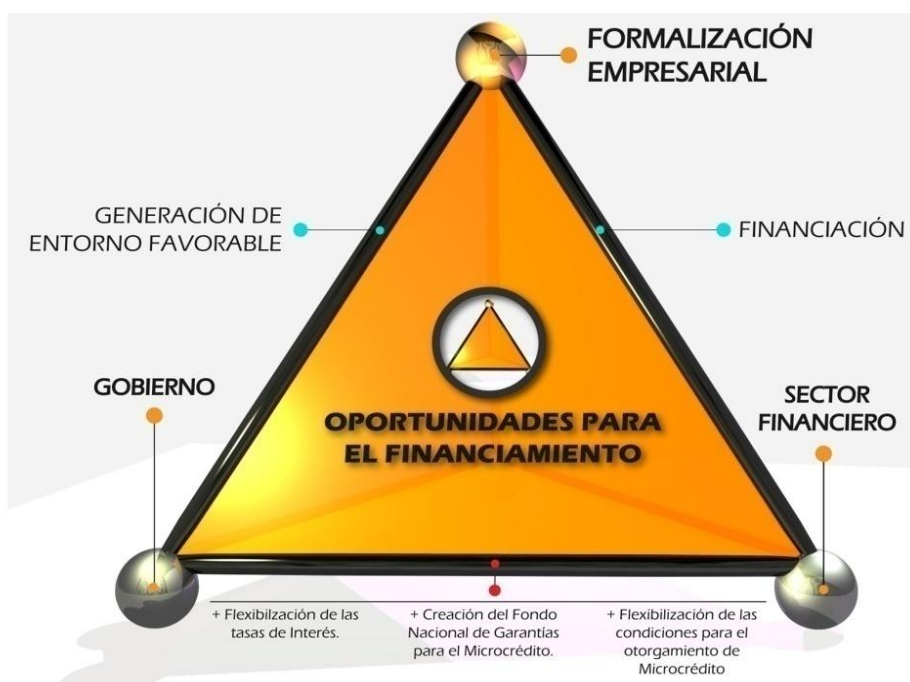 FORMALIZACIÓN
EMPRESARIAL
GENERACIÓN DE
ENTORNO FAVORABLE
FINANCIACIÓN
GOBIERNO
SECTOR
FINANCIERO
OPORTUNIDADES PARA
EL FINANCIAMIENTO
+ Flexibilzación de las
tasas de Interés.
+ Creación del Fondo
Nacional de Garantías
para el Microcrédito.
+ Flexibilización de las
condiciones para el
otorgamiento de
Microcrédito